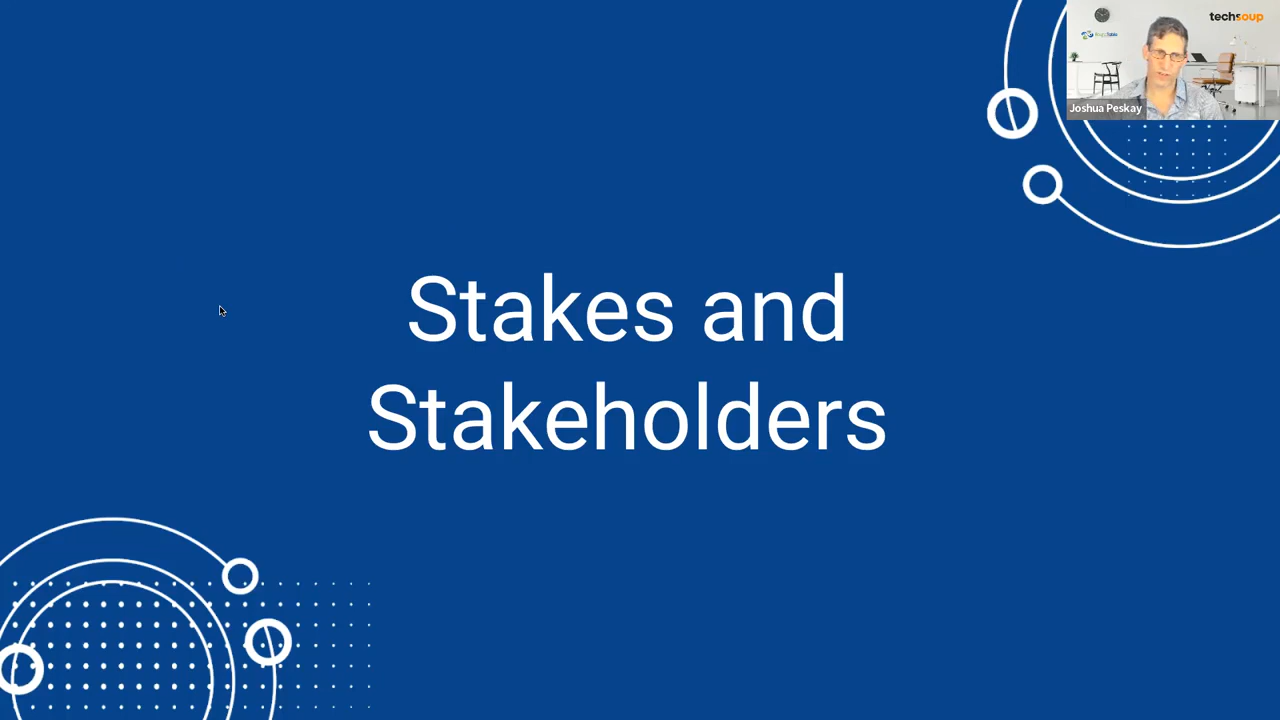 techsoup
Joshua Peskay
Stakes and
Stakeholders